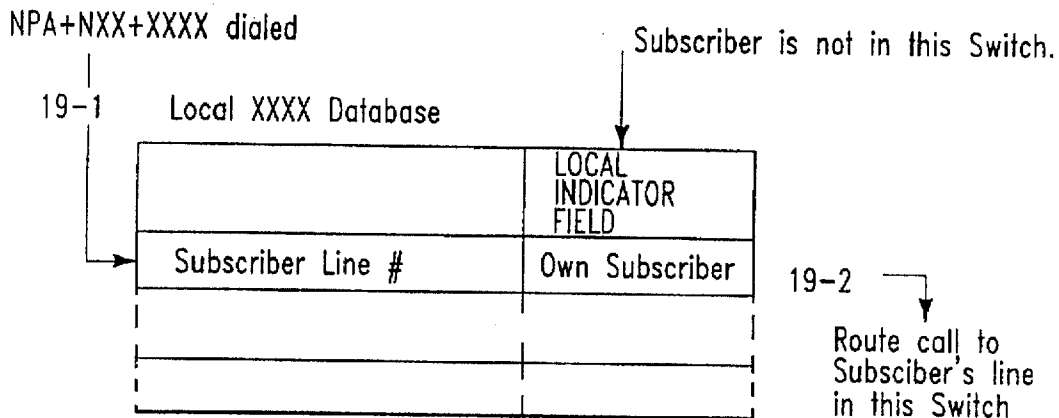 NPA+NXX+XXXX dialed
Subscriber is not in this Switch.
19-1
Local XXXX Database
LOCAL
INDICATOR
FIELD
Subscriber Line #
Own Subscriber
19-2
Route call to
Subsciber's line
in this Switch